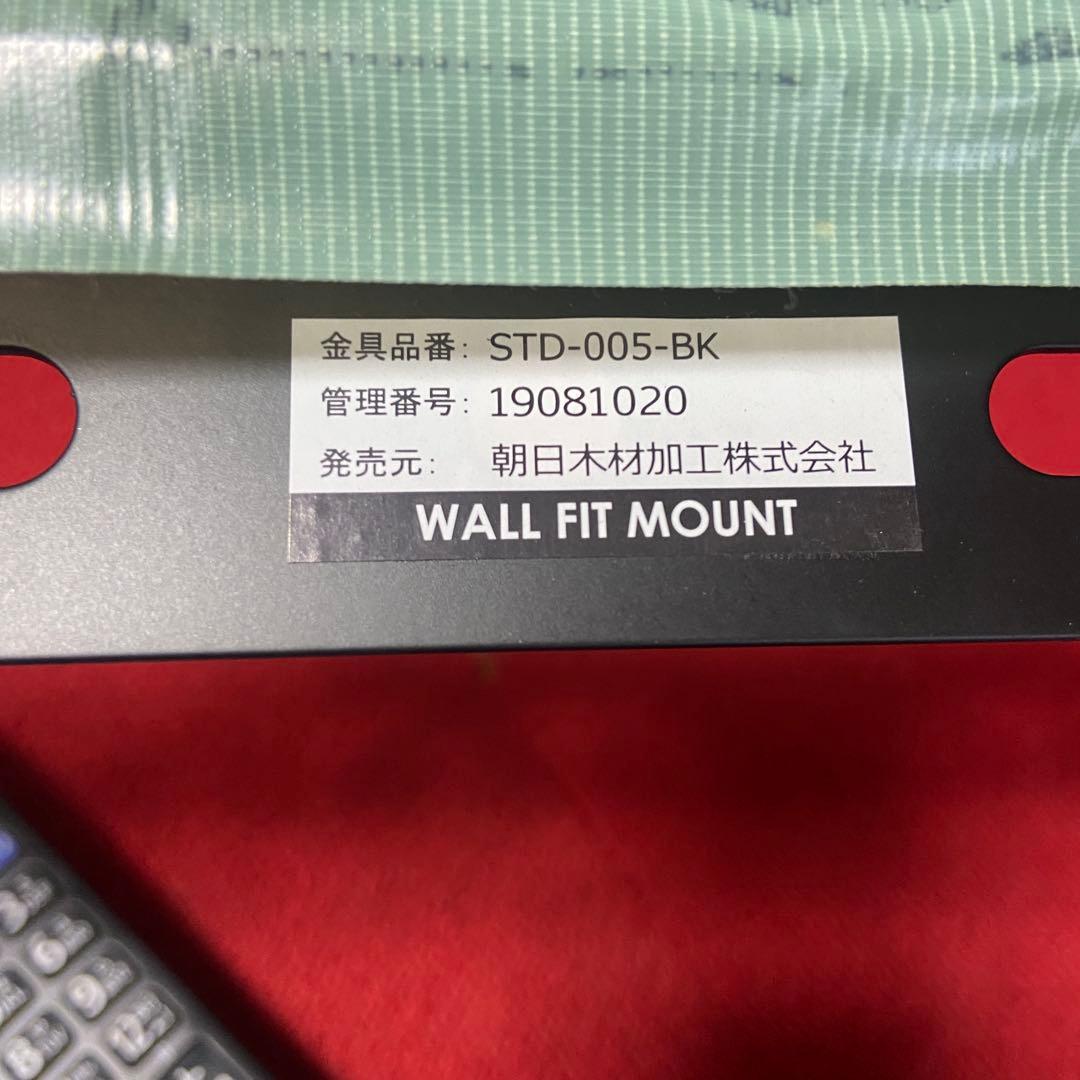 金具品番: STD-005-BK
管理番号: 19081020
発売元: 朝日木材加工株式会社
WALL FIT MOUNT